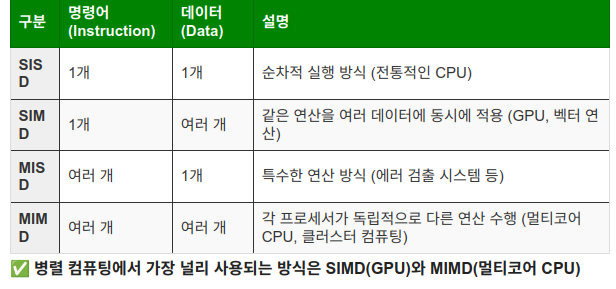 구분 명령어 (Instruction) 데이터 (Data) 설명
SISD 1개 1개 순차적 실행 방식 (전통적인 CPU)
SIMD 1개 여러 개 같은 연산을 여러 데이터에 동시에 적용 (GPU, 벡터 연산)
MISD 여러 개 1개 특수한 연산 방식 (에러 검출 시스템 등)
MIMD 여러 개 여러 개 각 프로세서가 독립적으로 다른 연산 수행 (멀티코어 CPU, 클러스터 컴퓨팅)
✅ 병렬 컴퓨팅에서 가장 널리 사용되는 방식은 SIMD(GPU)와 MIMD(멀티코어 CPU)